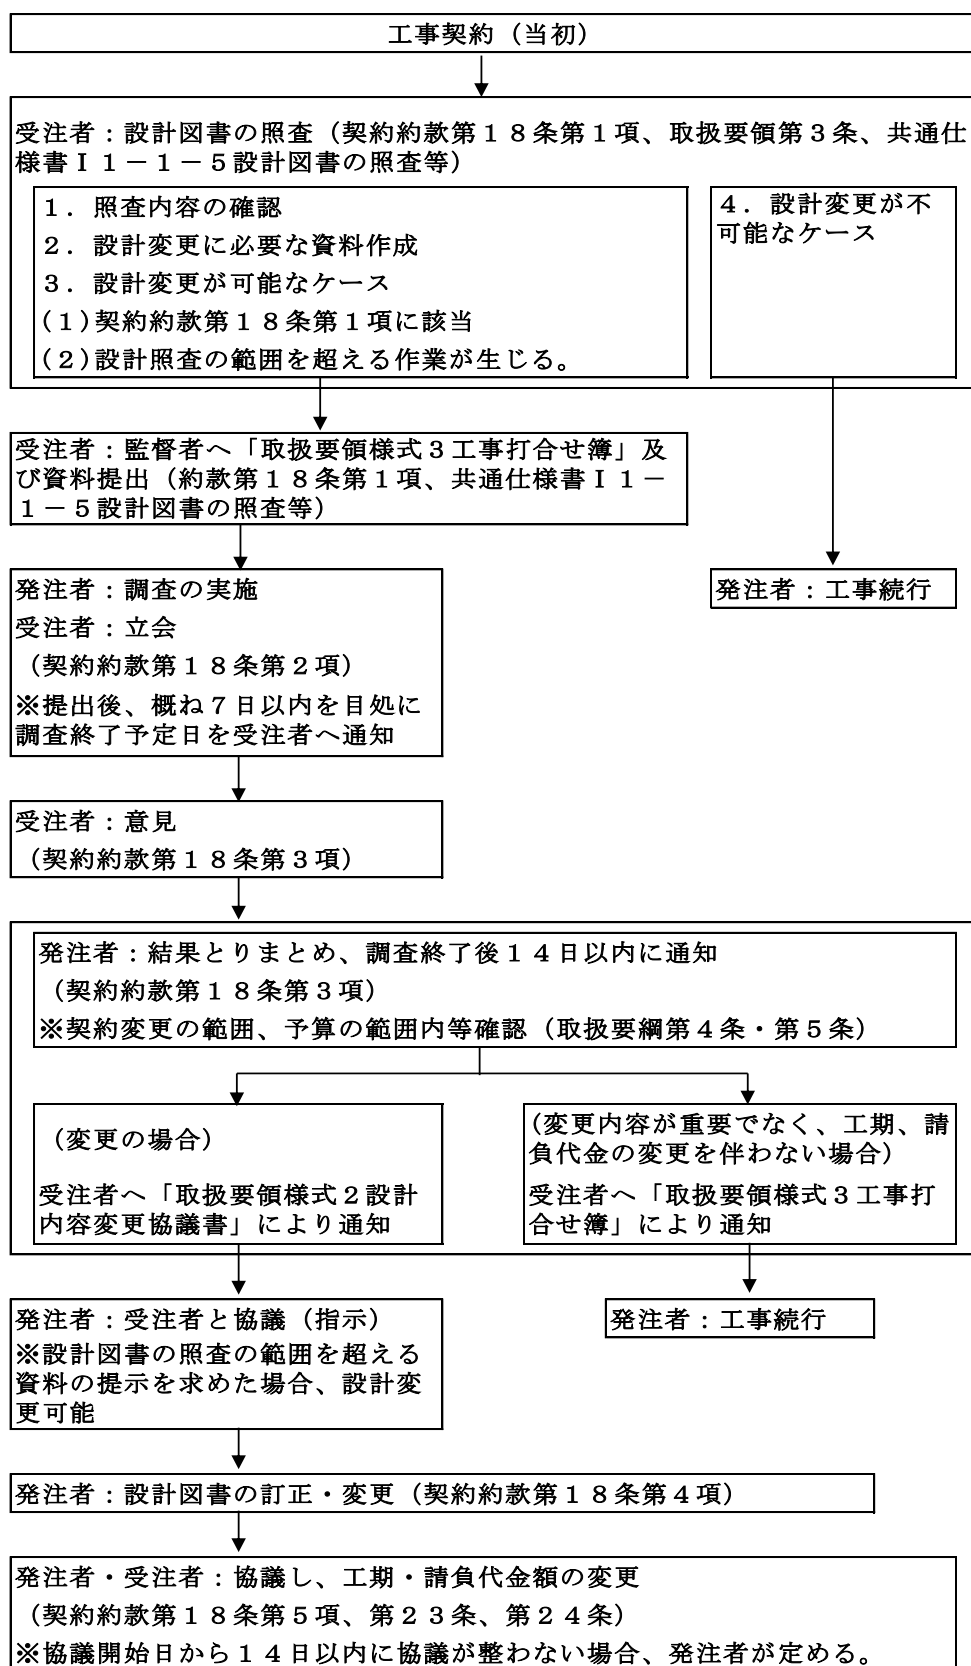 工事契約（当初）
受注者：設計図書の照査（契約約款第１８条第１項、取扱要領第３条、共通仕
様書Ⅰ１－１－５設計図書の照査等）
１．照査内容の確認
２．設計変更に必要な資料作成
３．設計変更が可能なケース
(１)契約約款第１８条第１項に該当
(２)設計照査の範囲を超える作業が生じる。
４．設計変更が不
可能なケース
受注者：監督者へ「取扱要領様式３工事打合せ簿」及
び資料提出（約款第１８条第１項、共通仕様書Ⅰ１－
１－５設計図書の照査等）
発注者：調査の実施
受注者：立会
（契約約款第１８条第２項）
※提出後、概ね７日以内を目処に
調査終了予定日を受注者へ通知
発注者：工事続行
受注者：意見
（契約約款第１８条第３項）
発注者：結果とりまとめ、調査終了後１４日以内に通知
（契約約款第１８条第３項）
※契約変更の範囲、予算の範囲内等確認（取扱要綱第４条・第５条）
（変更の場合）
受注者へ「取扱要領様式２設計
内容変更協議書」により通知
（変更内容が重要でなく、工期、請
負代金の変更を伴わない場合）
受注者へ「取扱要領様式３工事打
合せ簿」により通知
発注者：受注者と協議（指示）
※設計図書の照査の範囲を超える
資料の提示を求めた場合、設計変
更可能
発注者：工事続行
発注者：設計図書の訂正・変更（契約約款第１８条第４項）
発注者・受注者：協議し、工期・請負代金額の変更
（契約約款第１８条第５項、第２３条、第２４条）
※協議開始日から１４日以内に協議が整わない場合、発注者が定める。